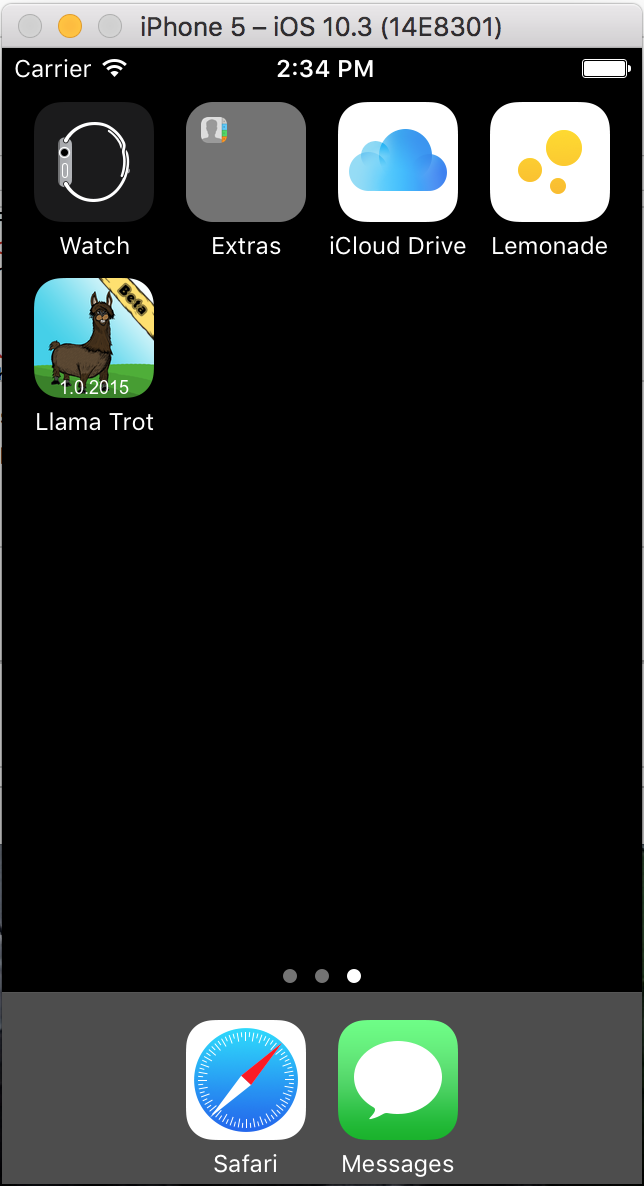 iPhone 5 – iOS 10.3 (14E8301)
Carrier 2:34 PM
Watch Extras iCloud Drive Lemonade
Beta
1.0.2015
Llama Trot
Safari Messages